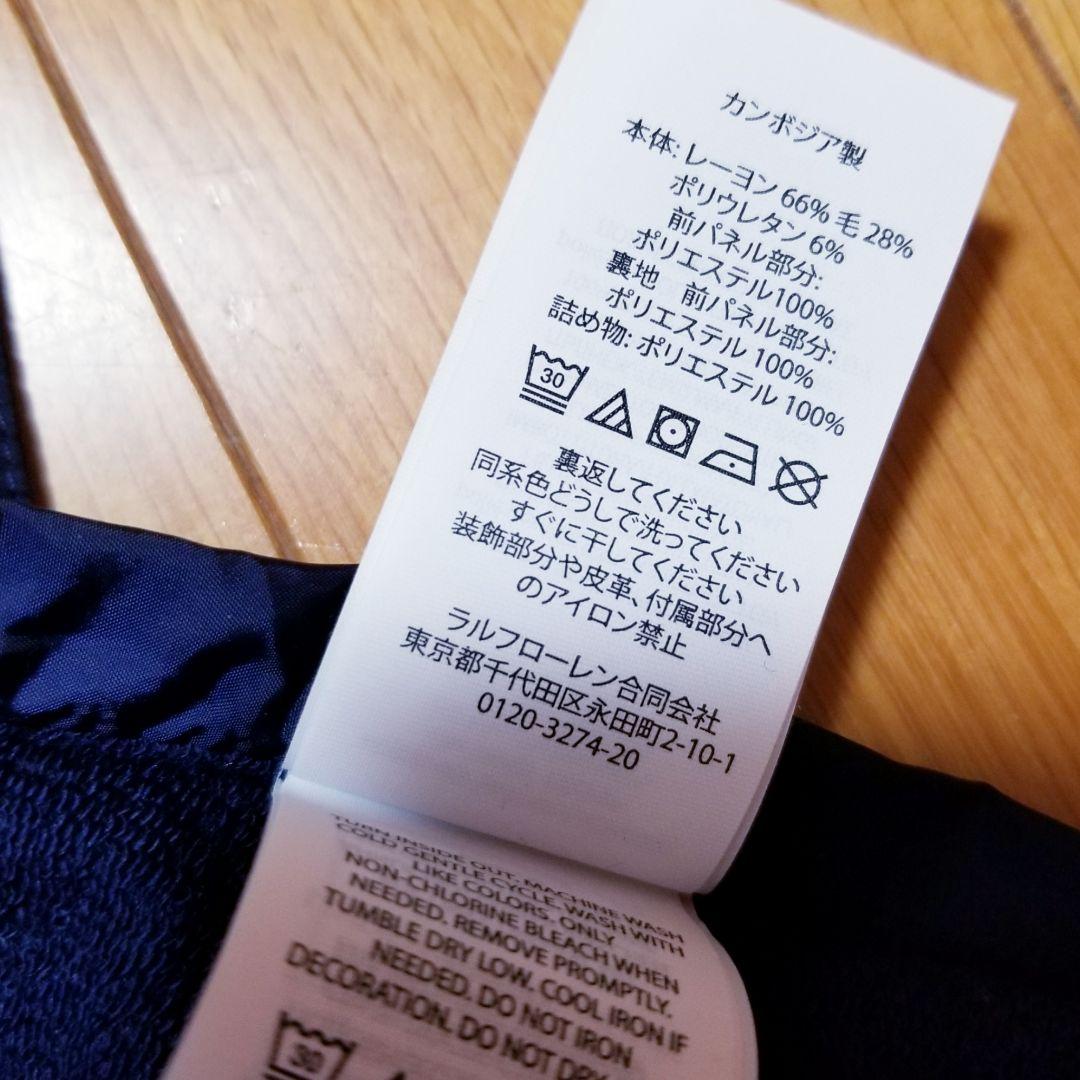 カンボジア製
本体: レーヨン 66% 毛 28%
ポリウレタン 6%
前パネル部分:
ポリエステル100%
裏地　前パネル部分:
ポリエステル 100%
詰め物: ポリエステル 100%
30
裏返してください
同系色どうしで洗ってください
すぐに干してください
装飾部分や皮革、付属部分へ
のアイロン禁止
ラルフローレン合同会社
東京都千代田区永田町2-10-1
0120-3274-20
TURN INSIDE OUT. MACHINE WASH
COLD, GENTLE CYCLE. WASH WITH
LIKE COLORS. ONLY
NON-CHLORINE BLEACH WHEN
NEEDED. REMOVE PROMPTLY.
TUMBLE DRY LOW. COOL IRON IF
NEEDED. DO NOT IRON
DECORATION. DO NOT DRY
30